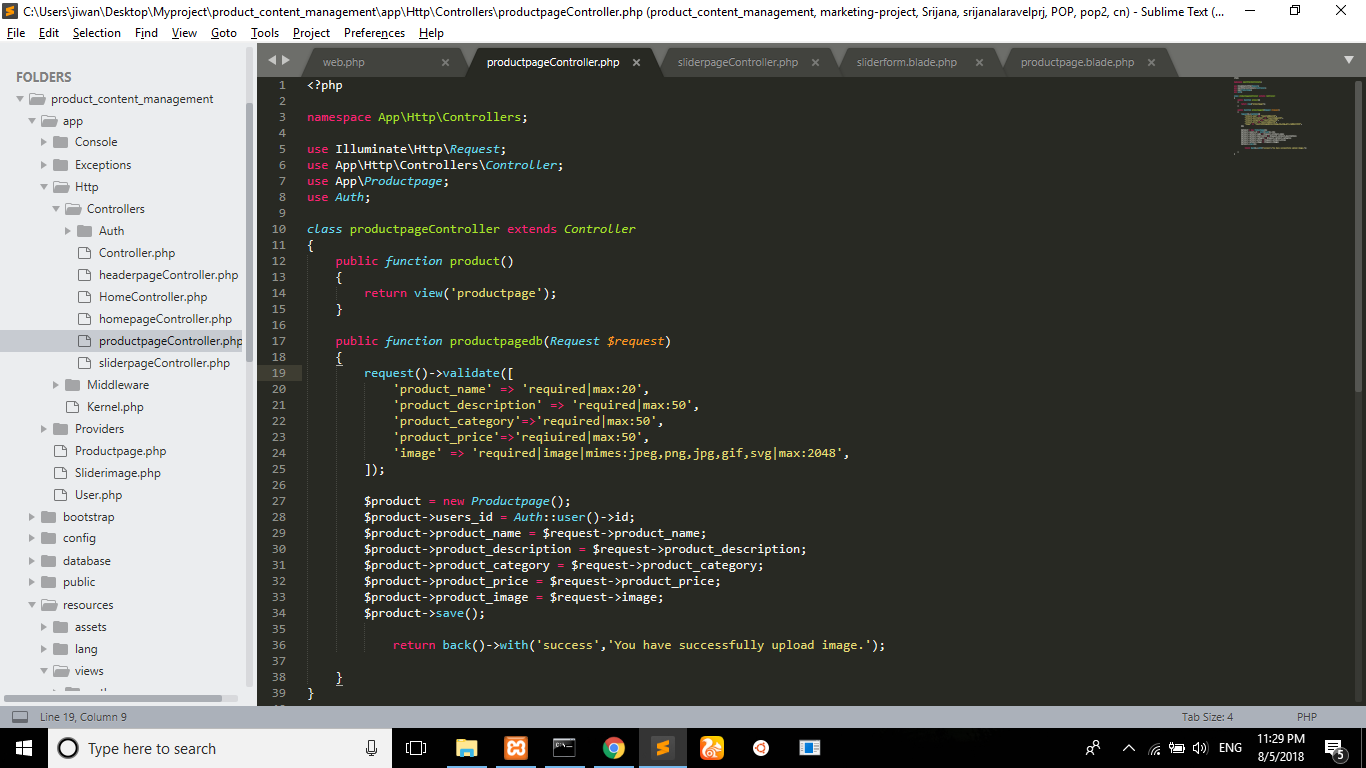 C:\Users\jiwan\Desktop\Myproject\product_content_management\app\Http\Controllers\productpageController.php (product_content_management, marketing-project, Srijana, srijanalaravelprj, POP, pop2, cn) - Sublime Text (...
File Edit Selection Find View Goto Tools Project Preferences Help
FOLDERS
product_content_management
app
Console
Exceptions
Http
Controllers
Auth
Controller.php
headerpageController.php
HomeController.php
homepageController.php
productpageController.php
sliderpageController.php
Middleware
Kernel.php
Providers
Productpage.php
Sliderimage.php
User.php
bootstrap
config
database
public
resources
assets
lang
views
web.php productpageController.php sliderpageController.php sliderform.blade.php productpage.blade.php
1 <?php
2
3 namespace App\Http\Controllers;
4
5 use Illuminate\Http\Request;
6 use App\Http\Controllers\Controller;
7 use App\Productpage;
8 use Auth;
9
10 class productpageController extends Controller
11 {
12 public function product()
13 {
14 return view('productpage');
15 }
16
17 public function productpagedb(Request $request)
18 {
19 request()->validate([
20 'product_name' => 'required|max:20',
21 'product_description' => 'required|max:50',
22 'product_category'=>'required|max:50',
23 'product_price'=>'reqiuired|max:50',
24 'image' => 'required|image|mimes:jpeg,png,jpg,gif,svg|max:2048',
25 ]);
26
27 $product = new Productpage();
28 $product->users_id = Auth::user()->id;
29 $product->product_name = $request->product_name;
30 $product->product_description = $request->product_description;
31 $product->product_category = $request->product_category;
32 $product->product_price = $request->product_price;
33 $product->product_image = $request->image;
34 $product->save();
35
36 return back()->with('success','You have successfully upload image.');
37
38 }
39 }
Line 19, Column 9 Tab Size: 4 PHP
Type here to search
ENG
11:29 PM
8/5/2018
5